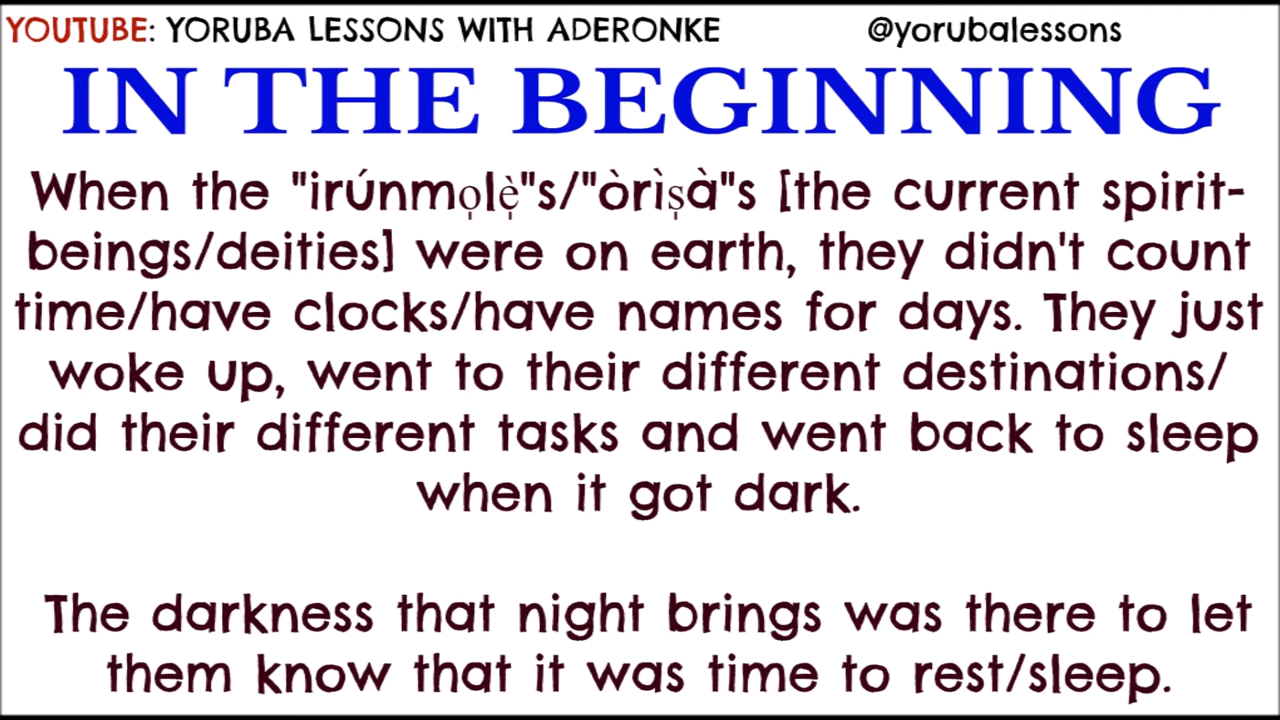 YOUTUBE: YORUBA LESSONS WITH ADERONKE @yorubalessons
IN THE BEGINNING
When the "irúnmọlẹ̀"s/"òrìṣà"s [the current spirit-
beings/deities] were on earth, they didn't count
time/have clocks/have names for days. They just
woke up, went to their different destinations/
did their different tasks and went back to sleep
when it got dark.
The darkness that night brings was there to let
them know that it was time to rest/sleep.